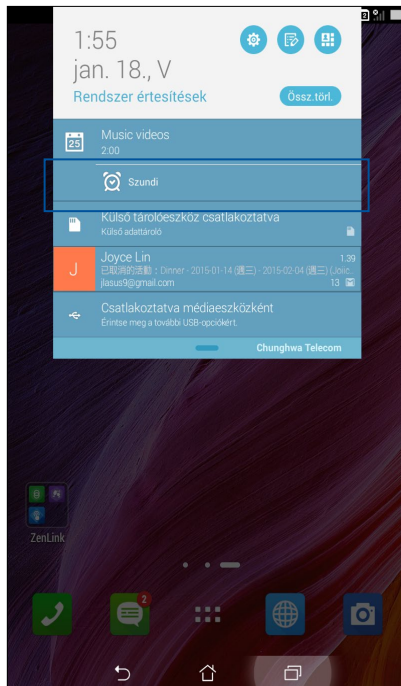 2
1:55
jan. 18., V
Rendszer értesítések
Össz.törl.
25
Music videos
2:00
Szundi
Külső tárolóeszköz csatlakoztatva
Külső adattároló
J
Joyce Lin 1.39
已取消的活動：Dinner - 2015-01-14 (週三) - 2015-02-04 (週三) (Joic
jlasus9@gmail.com 13
Csatlakoztatva médiaeszközként
Érintse meg a további USB-opciókért.
Chunghwa Telecom
ZenLink
2